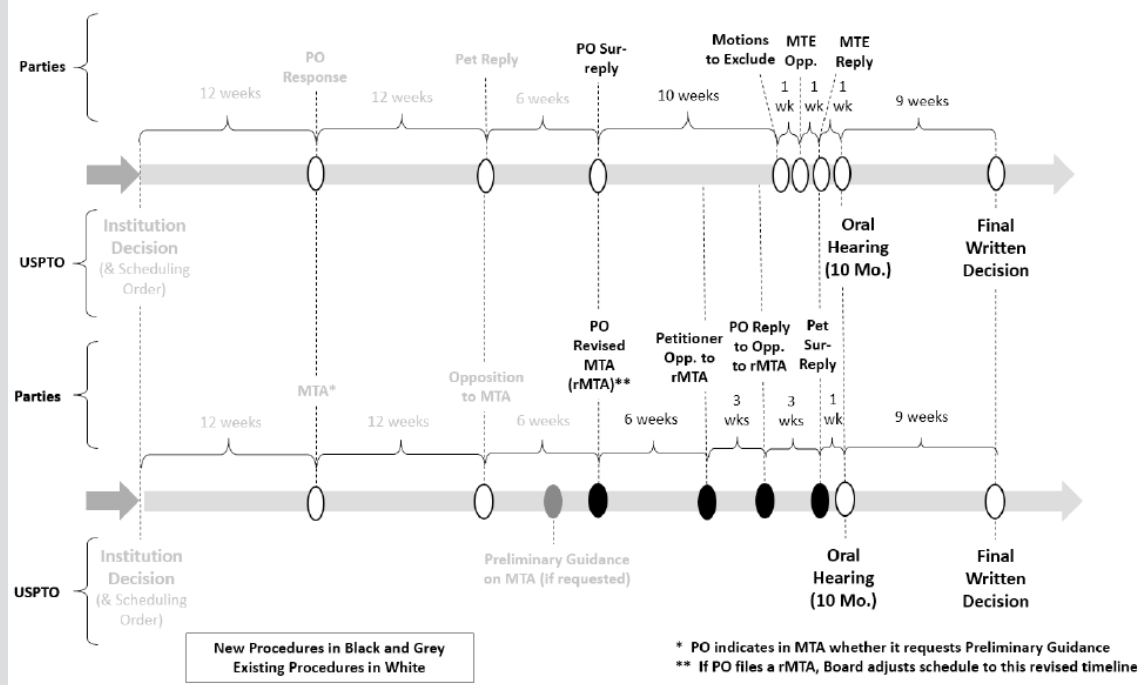 Parties
PO
Response
Pet Reply
PO Sur-
reply
Motions
to Exclude
MTE
Opp.
MTE
Reply
12 weeks
12 weeks
6 weeks
10 weeks
1
wk
1
wk
1
wk
9 weeks
USPTO
Institution
Decision
(& Scheduling
Order)
Oral
Hearing
(10 Mo.)
Final
Written
Decision
Parties
MTA*
Opposition
to MTA
PO
Revised
MTA
(rMTA)**
Petitioner
Opp. to
rMTA
PO Reply
to Opp.
to rMTA
Pet
Sur-
Reply
12 weeks
12 weeks
6 weeks
6 weeks
3
wks
3
wks
1
wk
9 weeks
USPTO
Institution
Decision
(& Scheduling
Order)
Preliminary Guidance
on MTA (if requested)
Oral
Hearing
(10 Mo.)
Final
Written
Decision
New Procedures in Black and Grey
Existing Procedures in White
* PO indicates in MTA whether it requests Preliminary Guidance
** If PO files a rMTA, Board adjusts schedule to this revised timeline